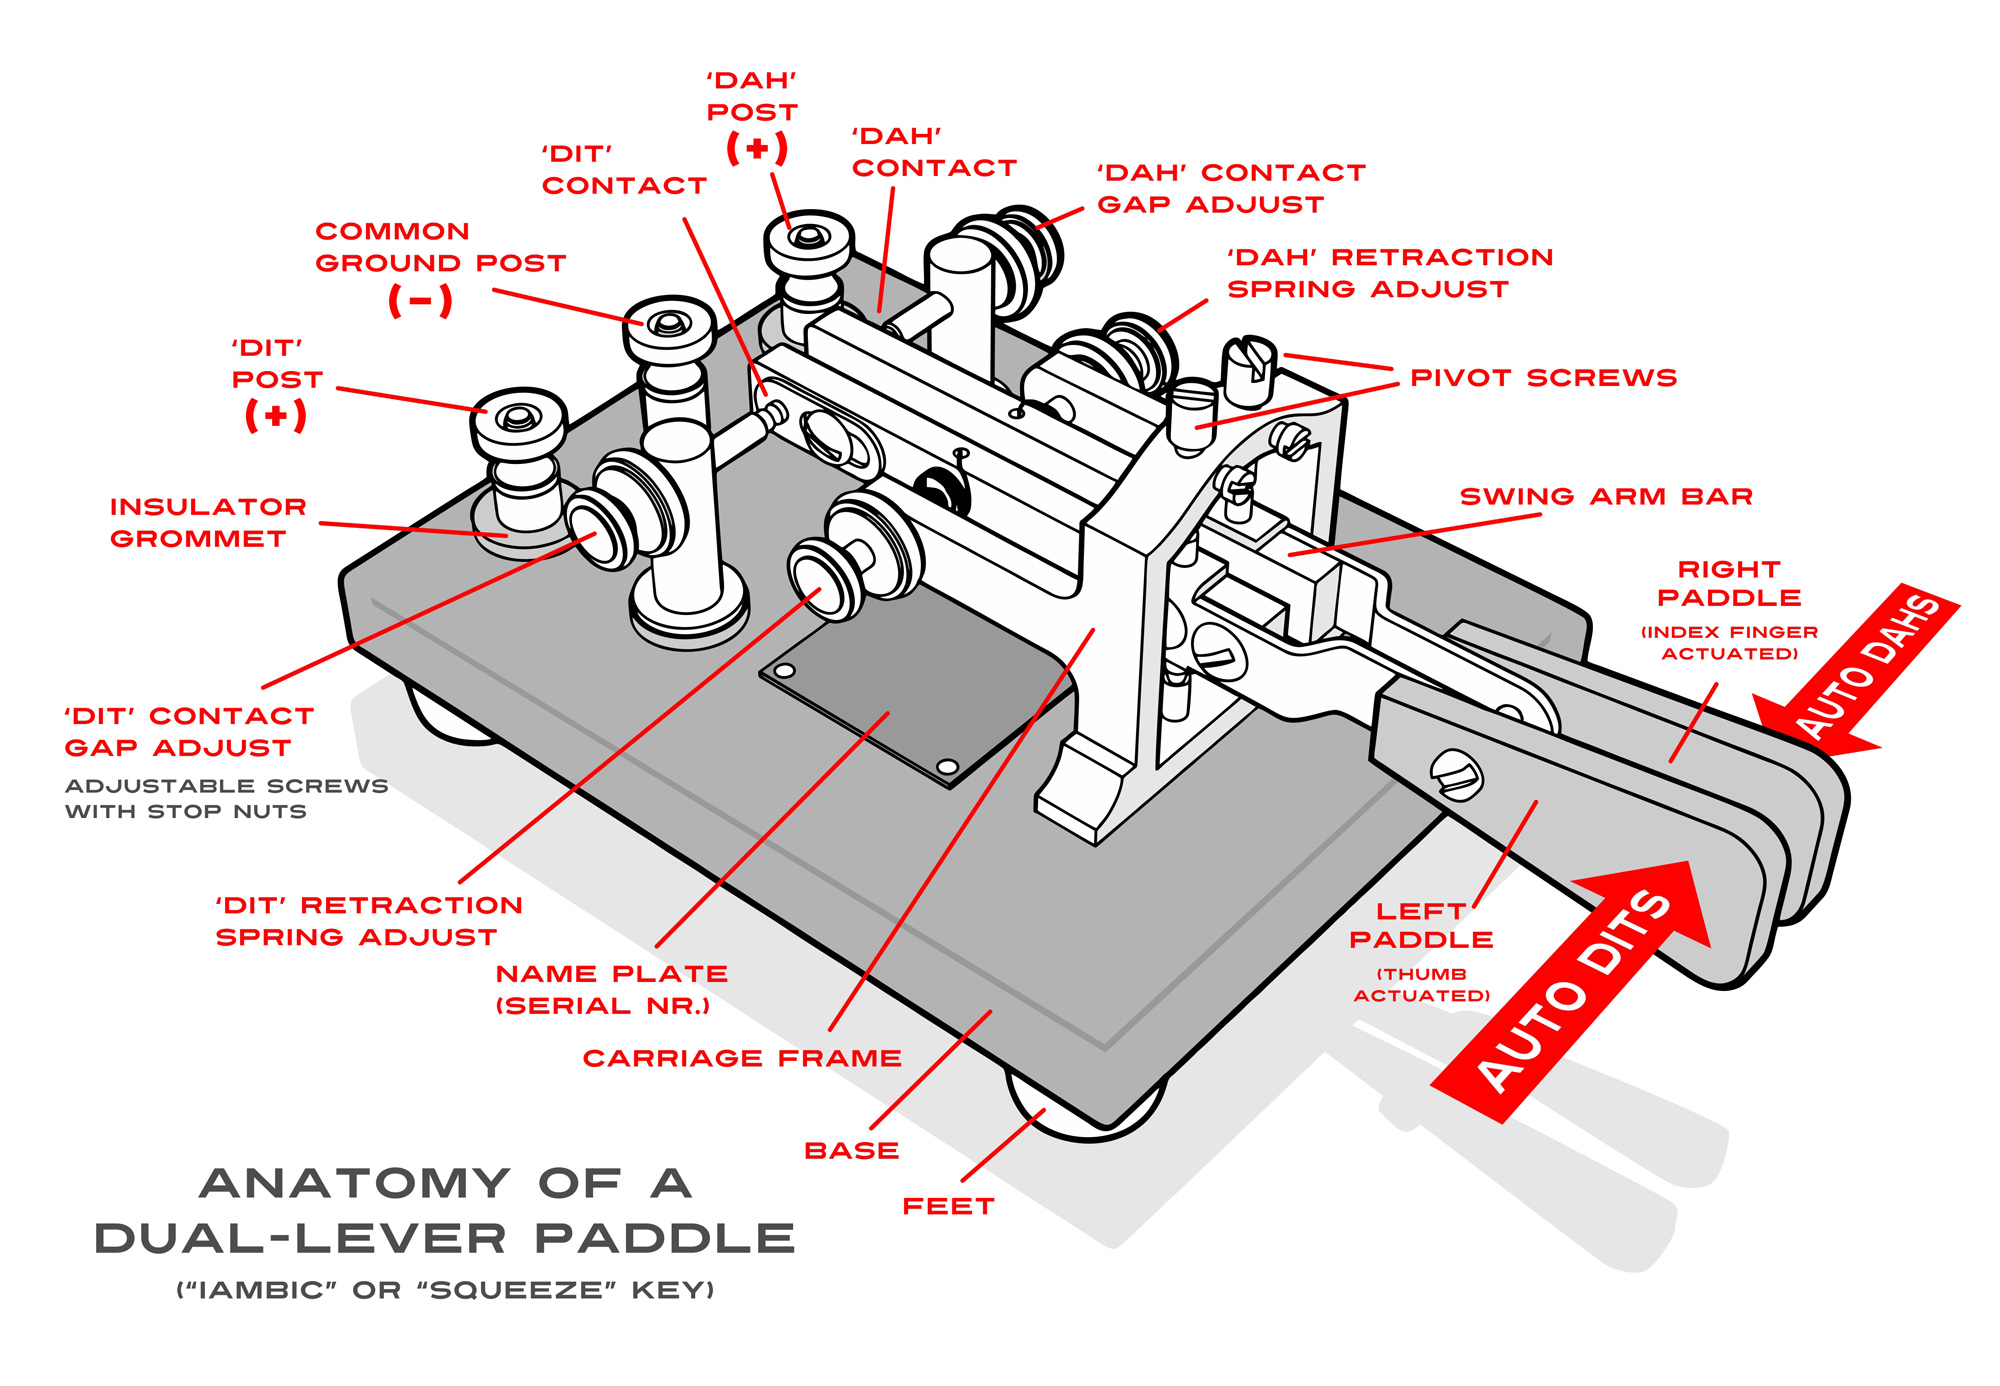 ‘DAH’
POST
(+)
‘DAH’
CONTACT
‘DIT’
CONTACT
‘DAH’ CONTACT
GAP ADJUST
COMMON
GROUND POST
(-)
‘DAH’ RETRACTION
SPRING ADJUST
‘DIT’
POST
(+)
PIVOT SCREWS
INSULATOR
GROMMET
SWING ARM BAR
RIGHT
PADDLE
(INDEX FINGER
ACTUATED)
AUTO DAHS
‘DIT’ CONTACT
GAP ADJUST
ADJUSTABLE SCREWS
WITH STOP NUTS
‘DIT’ RETRACTION
SPRING ADJUST
LEFT
PADDLE
(THUMB
ACTUATED)
AUTO DITS
NAME PLATE
(SERIAL NR.)
CARRIAGE FRAME
BASE
FEET
ANATOMY OF A
DUAL-LEVER PADDLE
(“IAMBIC” OR “SQUEEZE” KEY)